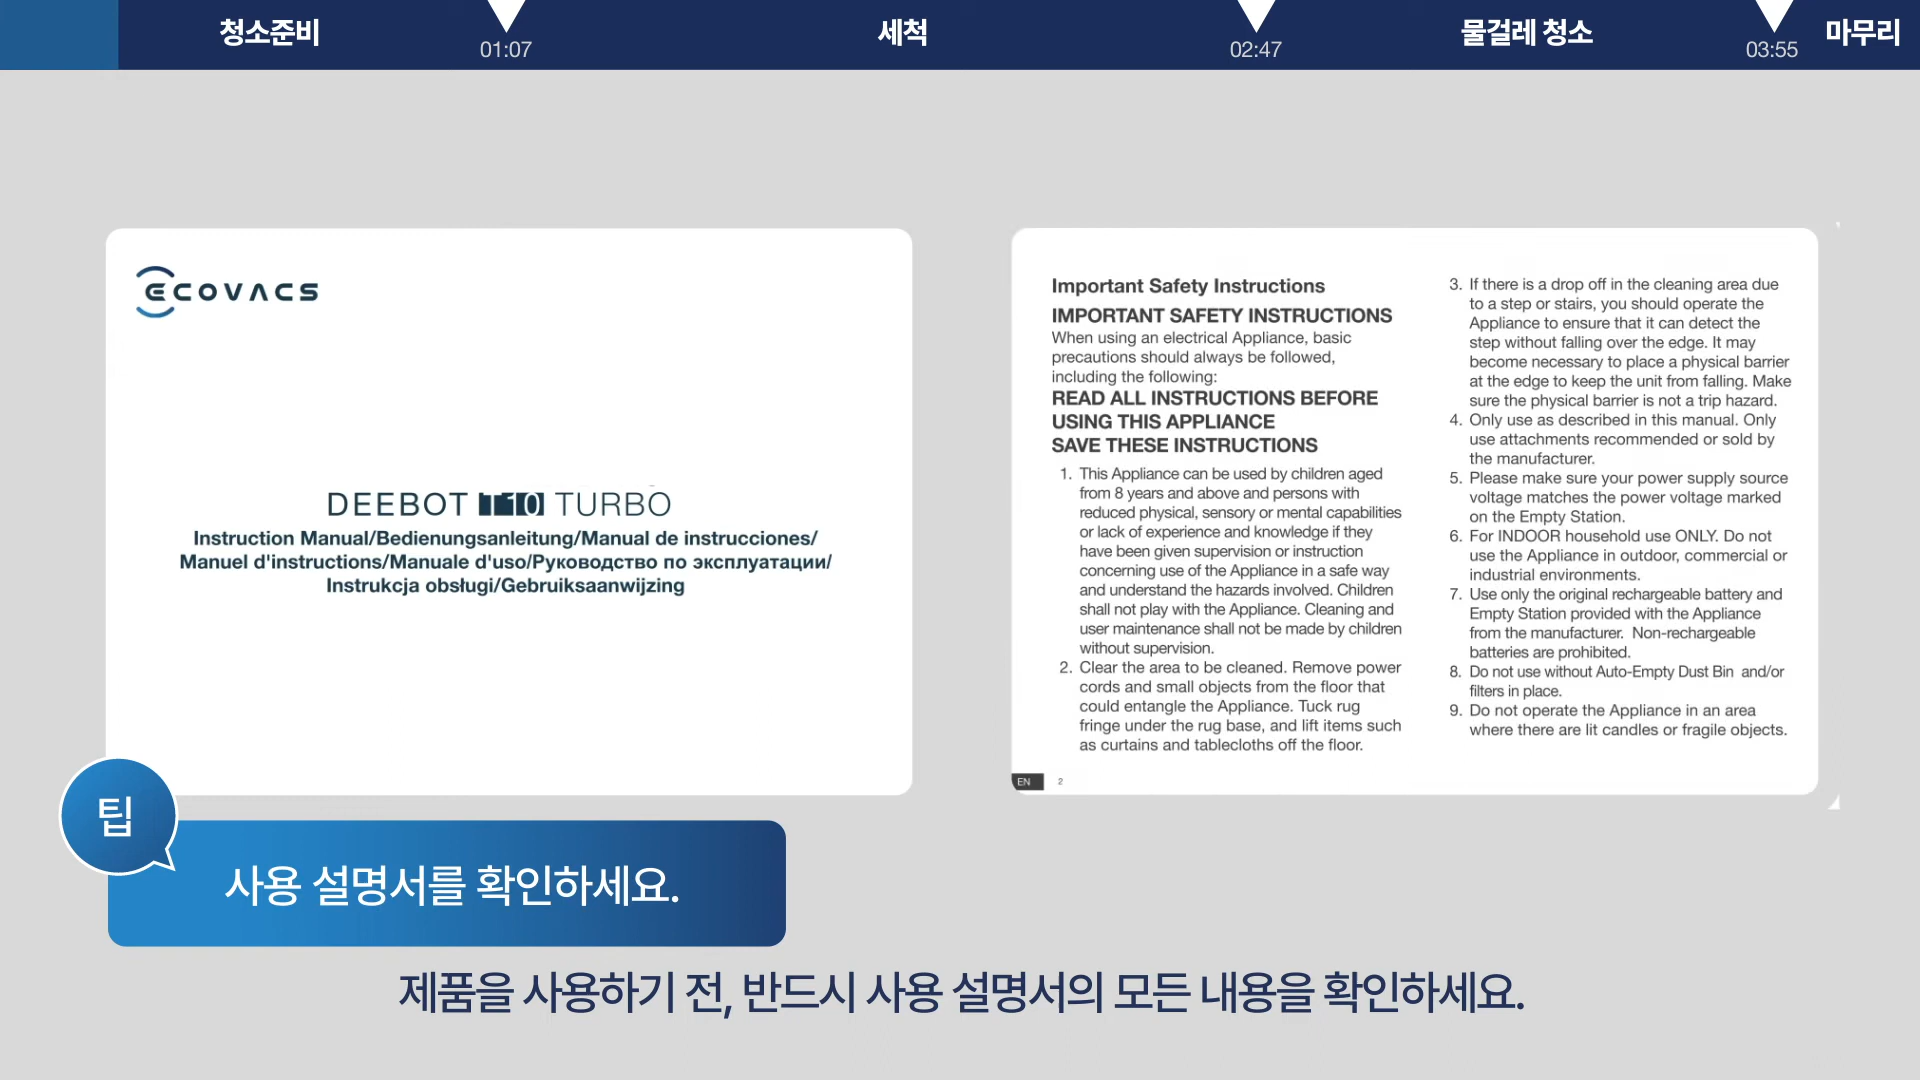 청소준비
01:07
세척
02:47
물걸레 청소
03:55
마무리
ECOVACS
DEEBOT T10 TURBO
Instruction Manual/Bedienungsanleitung/Manual de instrucciones/
Manuel d'instructions/Manuale d'uso/Руководство по эксплуатации/
Instrukcja obsługi/Gebruiksaanwijzing
Important Safety Instructions
IMPORTANT SAFETY INSTRUCTIONS
When using an electrical Appliance, basic
precautions should always be followed,
including the following:
READ ALL INSTRUCTIONS BEFORE
USING THIS APPLIANCE
SAVE THESE INSTRUCTIONS
1. This Appliance can be used by children aged
from 8 years and above and persons with
reduced physical, sensory or mental capabilities
or lack of experience and knowledge if they
have been given supervision or instruction
concerning use of the Appliance in a safe way
and understand the hazards involved. Children
shall not play with the Appliance. Cleaning and
user maintenance shall not be made by children
without supervision.
2. Clear the area to be cleaned. Remove power
cords and small objects from the floor that
could entangle the Appliance. Tuck rug
fringe under the rug base, and lift items such
as curtains and tablecloths off the floor.
3. If there is a drop off in the cleaning area due
to a step or stairs, you should operate the
Appliance to ensure that it can detect the
step without falling over the edge. It may
become necessary to place a physical barrier
at the edge to keep the unit from falling. Make
sure the physical barrier is not a trip hazard.
4. Only use as described in this manual. Only
use attachments recommended or sold by
the manufacturer.
5. Please make sure your power supply source
voltage matches the power voltage marked
on the Empty Station.
6. For INDOOR household use ONLY. Do not
use the Appliance in outdoor, commercial or
industrial environments.
7. Use only the original rechargeable battery and
Empty Station provided with the Appliance
from the manufacturer. Non-rechargeable
batteries are prohibited.
8. Do not use without Auto-Empty Dust Bin and/or
filters in place.
9. Do not operate the Appliance in an area
where there are lit candles or fragile objects.
EN 2
팁
사용 설명서를 확인하세요.
제품을 사용하기 전, 반드시 사용 설명서의 모든 내용을 확인하세요.